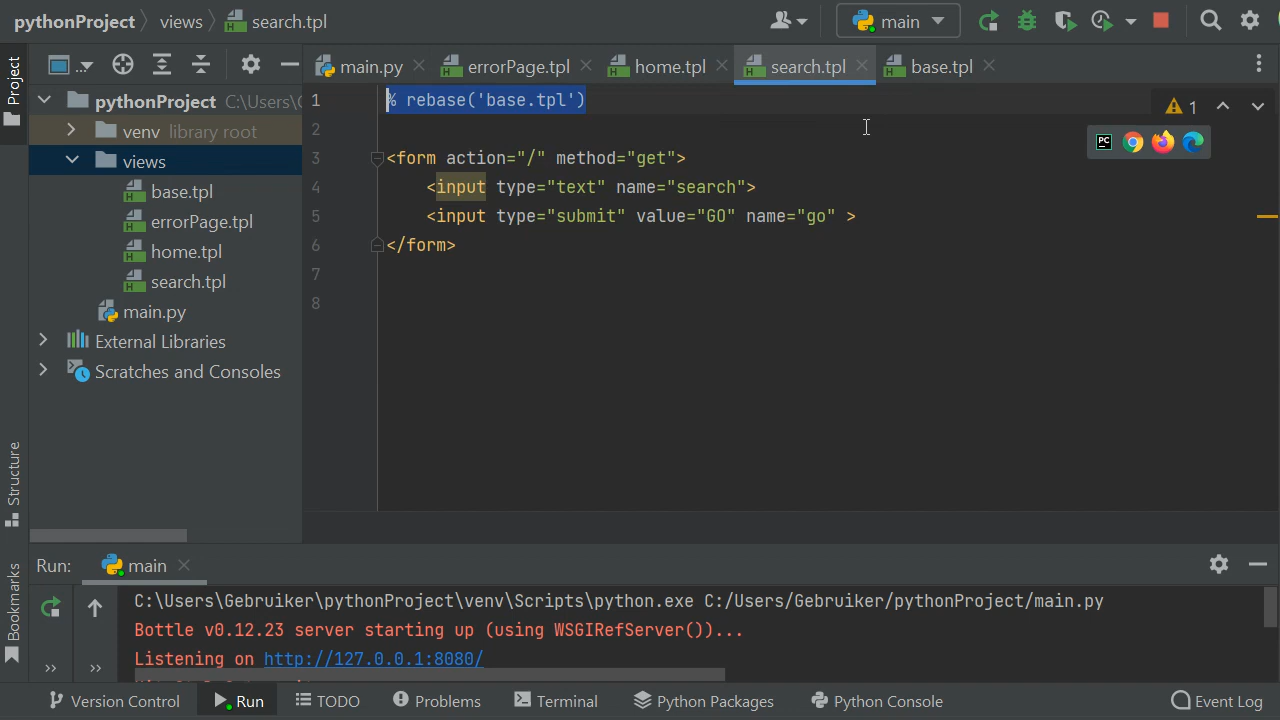 pythonProject
views
search.tpl
main
Project
main.py
errorPage.tpl
home.tpl
search.tpl
base.tpl
pythonProject C:\Users\
venv library root
views
base.tpl
errorPage.tpl
home.tpl
search.tpl
main.py
External Libraries
Scratches and Consoles
1 % rebase('base.tpl')
2
3 <form action="/" method="get">
4 <input type="text" name="search">
5 <input type="submit" value="GO" name="go" >
6 </form>
7
8
1
Structure
Bookmarks
Run: main
C:\Users\Gebruiker\pythonProject\venv\Scripts\python.exe C:/Users/Gebruiker/pythonProject/main.py
Bottle v0.12.23 server starting up (using WSGIRefServer())...
Listening on http://127.0.0.1:8080/
Version Control
Run
TODO
Problems
Terminal
Python Packages
Python Console
Event Log